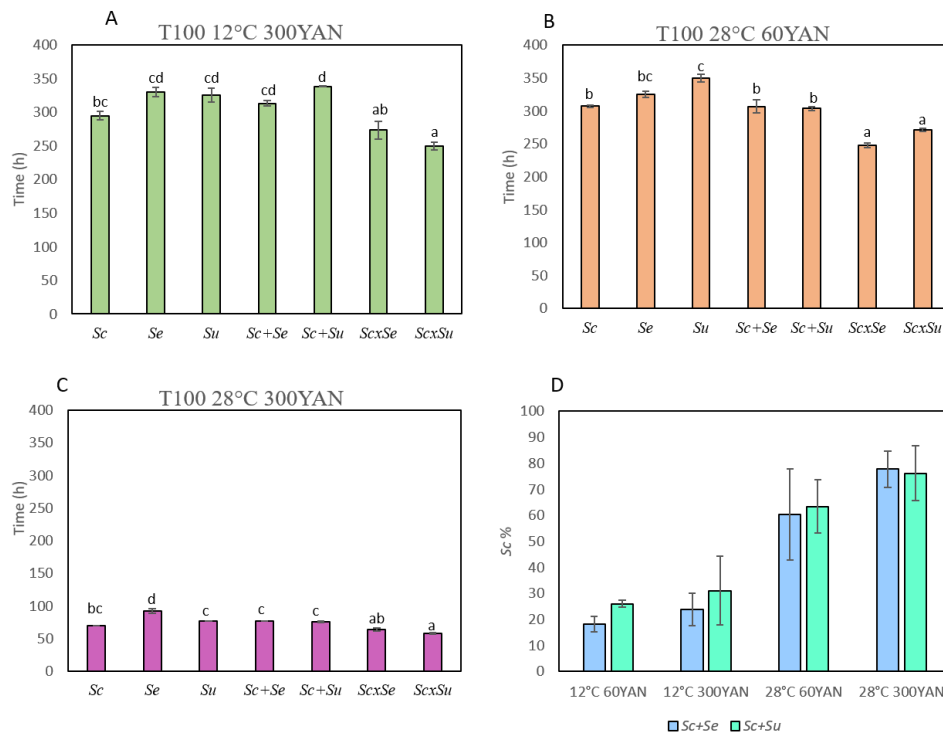 A
T100 12°C 300YAN
400
350
300
250
200
150
100
50
0
Time (h)
bc
cd
cd
cd
d
ab
a
Sc
Se
Su
Sc+Se
Sc+Su
ScxSe
ScxSu
B
T100 28°C 60YAN
400
350
300
250
200
150
100
50
0
Time (h)
b
bc
c
b
b
a
a
Sc
Se
Su
Sc+Se
Sc+Su
ScxSe
ScxSu
C
T100 28°C 300YAN
400
350
300
250
200
150
100
50
0
Time (h)
bc
d
c
c
c
ab
a
Sc
Se
Su
Sc+Se
Sc+Su
ScxSe
ScxSu
D
100
90
80
70
60
50
40
30
20
10
0
Sc %
12°C 60YAN
12°C 300YAN
28°C 60YAN
28°C 300YAN
Sc+Se
Sc+Su